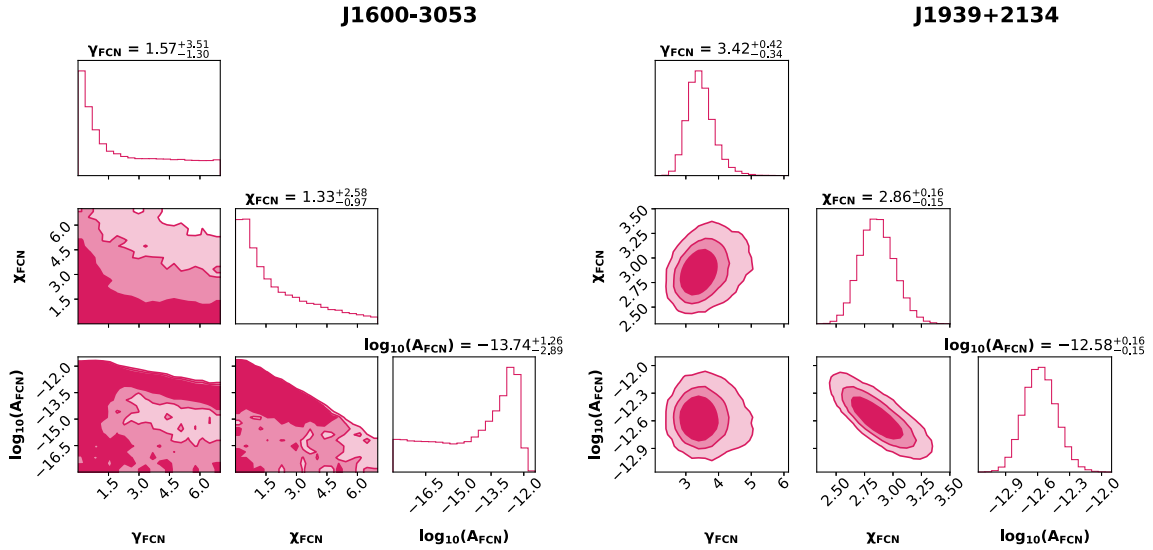 J1600-3053
J1939+2134
γFCN = 1.57+3.51 −1.30
γFCN = 3.42+0.42 −0.34
χFCN = 1.33+2.58 −0.97
χFCN = 2.86+0.16 −0.15
χFCN
6.0
4.5
3.0
1.5
χFCN
3.50
3.25
3.00
2.75
2.50
log10(AFCN) = −13.74+1.26 −2.89
log10(AFCN) = −12.58+0.16 −0.15
log10(AFCN)
−12.0
−13.5
−15.0
−16.5
log10(AFCN)
−12.0
−12.3
−12.6
−12.9
1.5 3.0 4.5 6.0
1.5 3.0 4.5 6.0
−16.5 −15.0 −13.5 −12.0
3 4 5 6
2.50 2.75 3.00 3.25 3.50
−12.9 −12.6 −12.3 −12.0
γFCN χFCN log10(AFCN)
γFCN χFCN log10(AFCN)